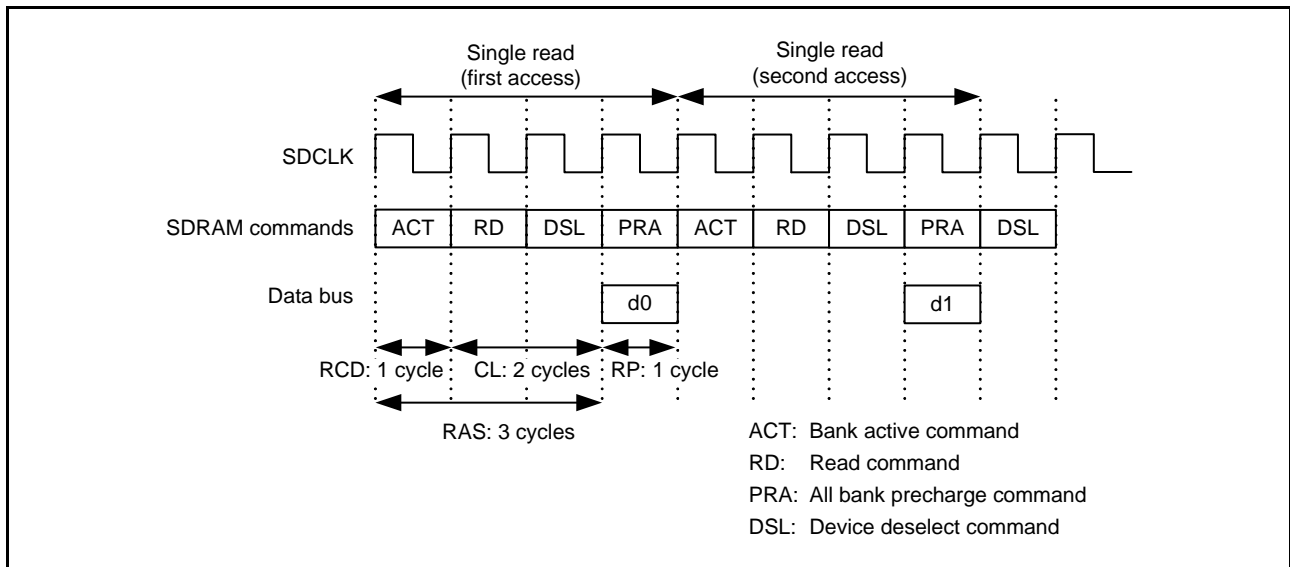 Single read
(first access)
Single read
(second access)
SDCLK
SDRAM commands
ACT RD DSL PRA ACT RD DSL PRA DSL
Data bus
d0 d1
RCD: 1 cycle CL: 2 cycles RP: 1 cycle
RAS: 3 cycles
ACT: Bank active command
RD: Read command
PRA: All bank precharge command
DSL: Device deselect command